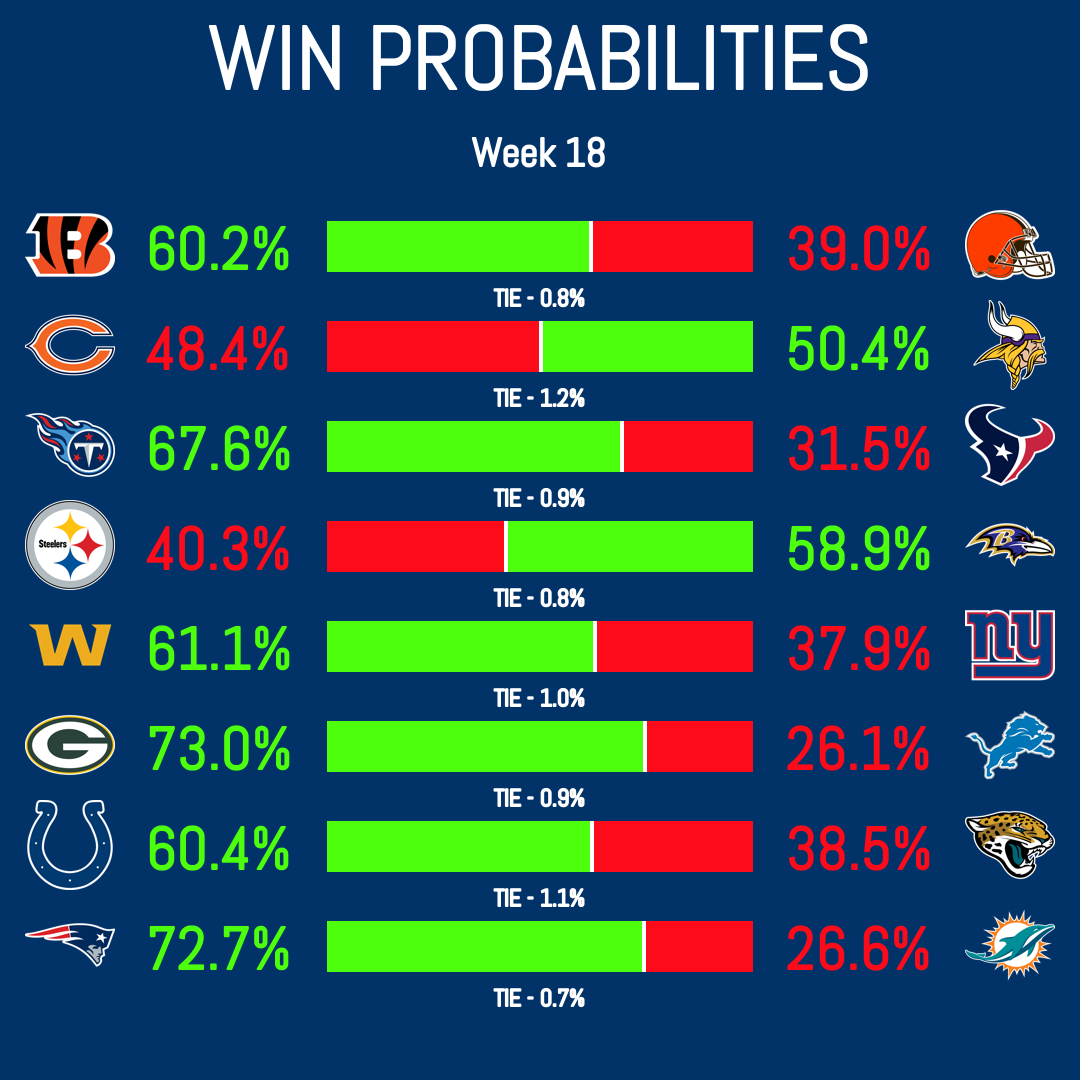 WIN PROBABILITIES
Week 18
B 60.2% 39.0%
TIE - 0.8%
C 48.4% 50.4%
TIE - 1.2%
T 67.6% 31.5%
TIE - 0.9%
Steelers 40.3% 58.9% B
TIE - 0.8%
W 61.1% 37.9% ny
TIE - 1.0%
G 73.0% 26.1%
TIE - 0.9%
60.4% 38.5%
TIE - 1.1%
72.7% 26.6%
TIE - 0.7%